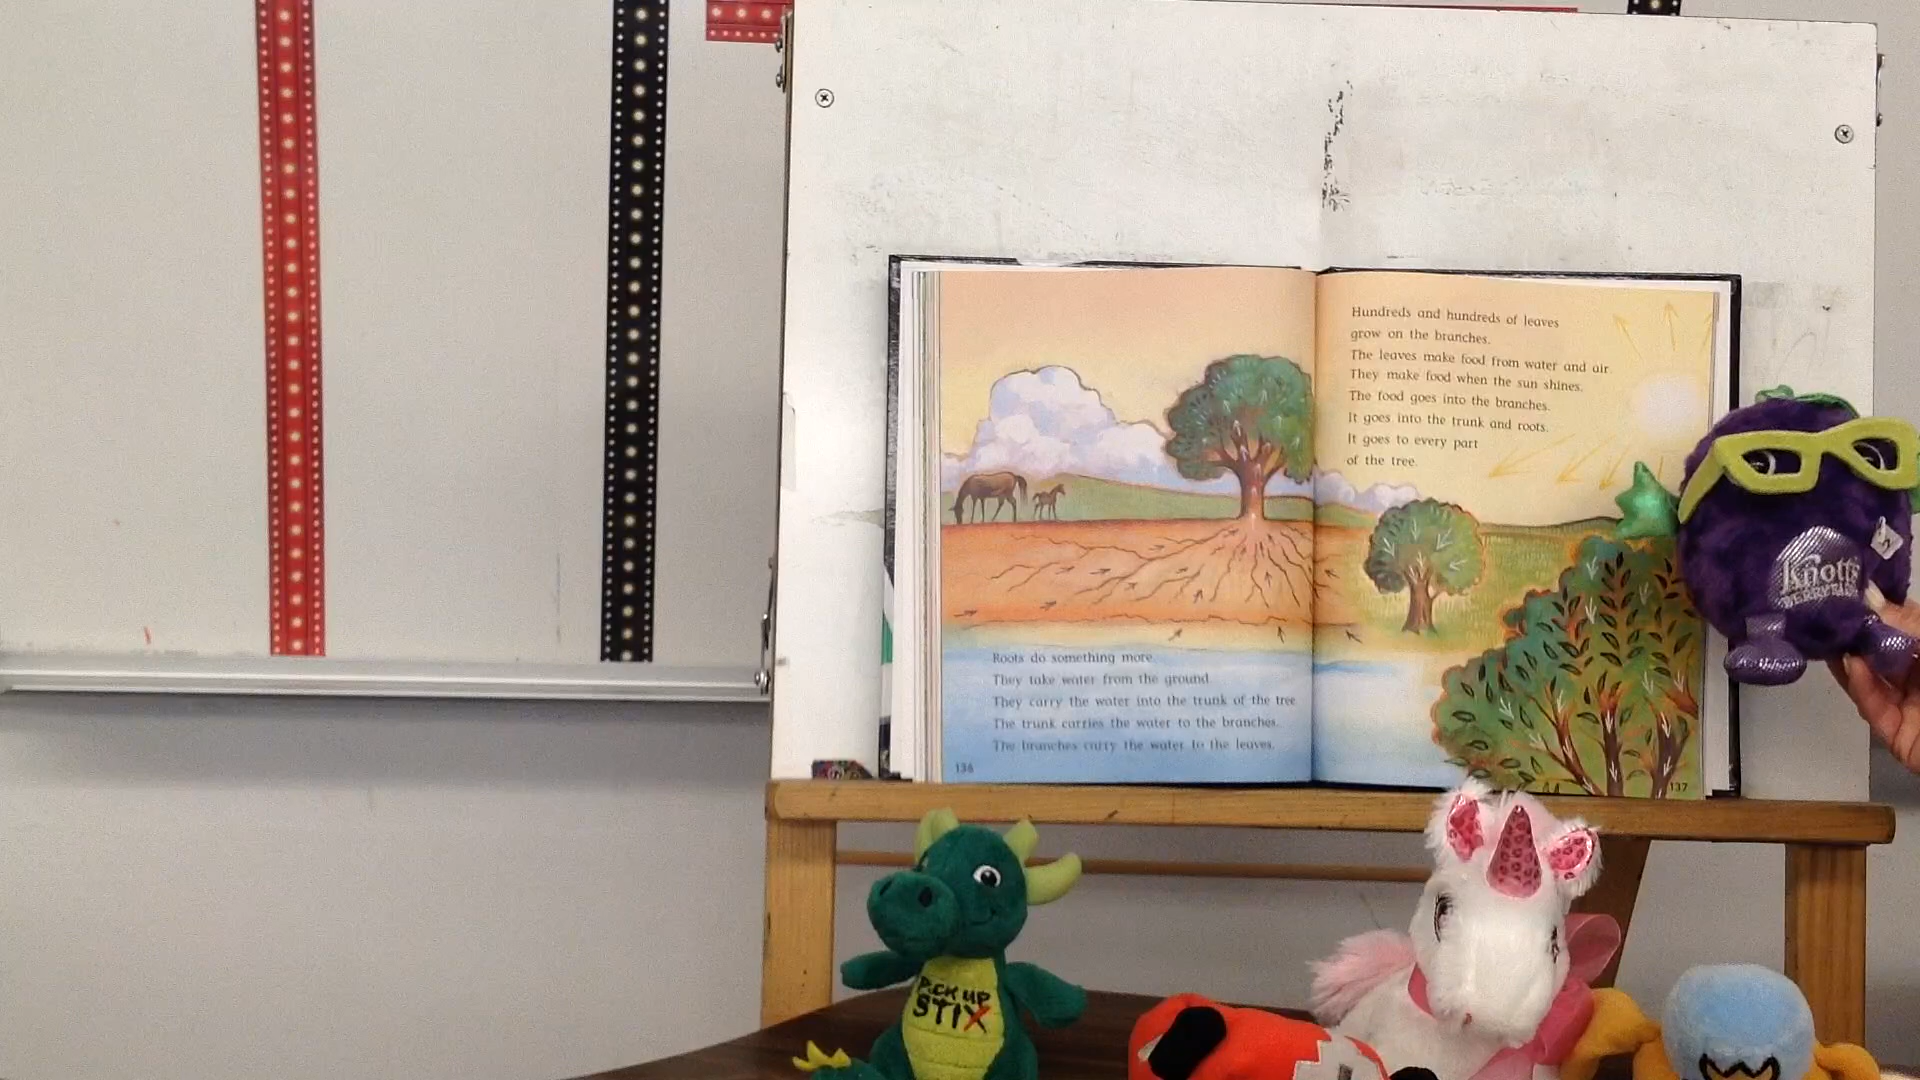 Roots do something more.
They take water from the ground.
They carry the water into the trunk of the tree.
The trunk carries the water to the branches.
The branches carry the water to the leaves.
136
Hundreds and hundreds of leaves
grow on the branches.
The leaves make food from water and air.
They make food when the sun shines.
The food goes into the branches.
It goes into the trunk and roots.
It goes to every part
of the tree.
137
Knott's
BERRY FARM
PICK UP
STIX